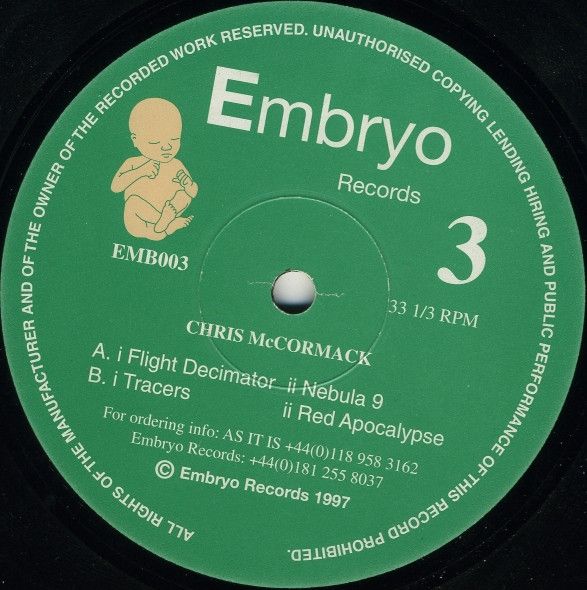 ALL RIGHTS OF THE MANUFACTURER AND OF THE OWNER OF THE RECORDED WORK RESERVED. UNAUTHORISED COPYING LENDING HIRING AND PUBLIC PERFORMANCE OF THIS RECORD PROHIBITED.
Embryo
Records
EMB003
3
33 1/3 RPM
CHRIS McCORMACK
A. i Flight Decimator ii Nebula 9
B. i Tracers ii Red Apocalypse
For ordering info: AS IT IS +44(0)118 958 3162
Embryo Records: +44(0)181 255 8037
© Embryo Records 1997